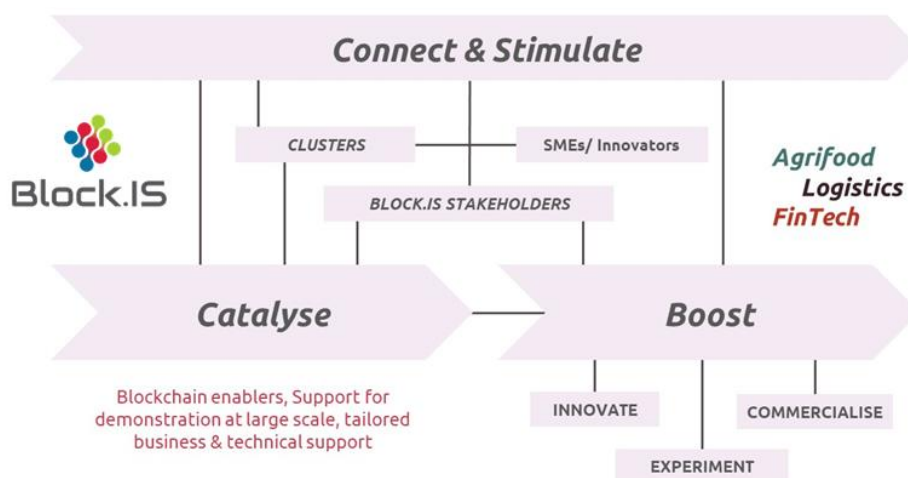 Connect & Stimulate
CLUSTERS
SMEs/ Innovators
Block.IS
Agrifood
Logistics
FinTech
BLOCK.IS STAKEHOLDERS
Catalyse
Boost
Blockchain enablers, Support for
demonstration at large scale, tailored
business & technical support
INNOVATE
COMMERCIALISE
EXPERIMENT